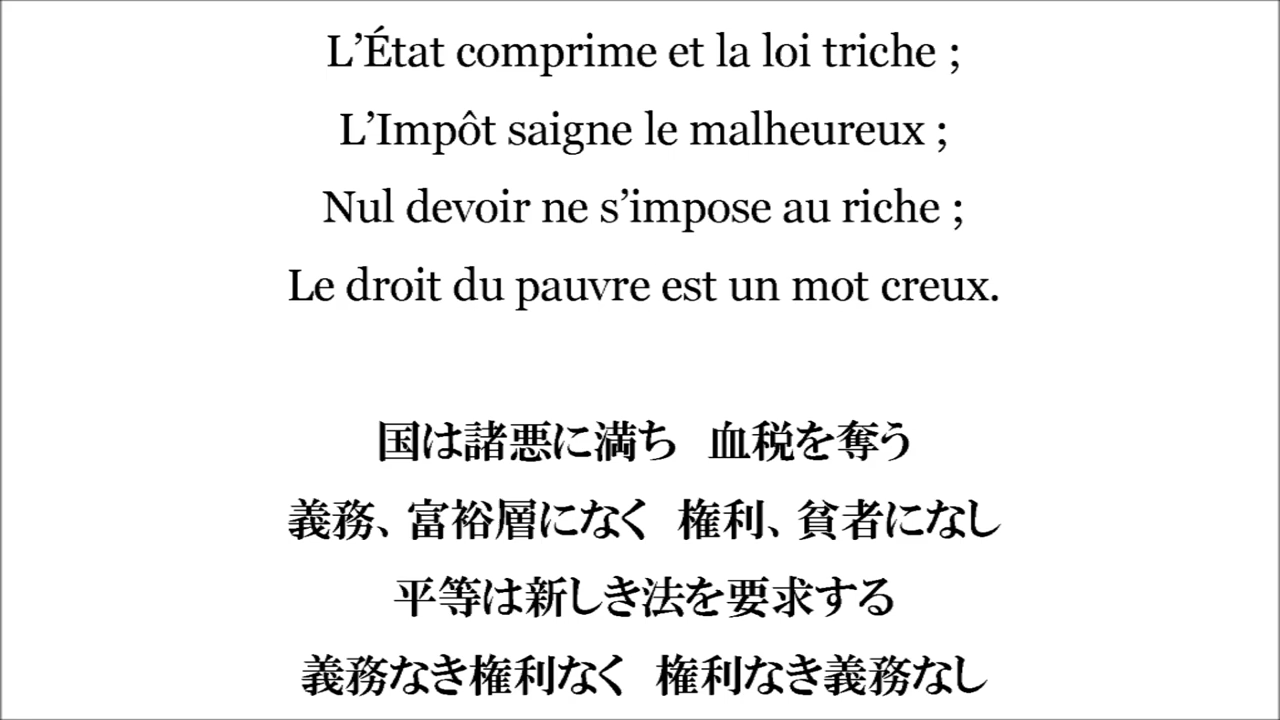 L’État comprime et la loi triche ;
L’Impôt saigne le malheureux ;
Nul devoir ne s’impose au riche ;
Le droit du pauvre est un mot creux.
国は諸悪に満ち　血税を奪う
義務、富裕層になく　権利、貧者になし
平等は新しき法を要求する
義務なき権利なく　権利なき義務なし